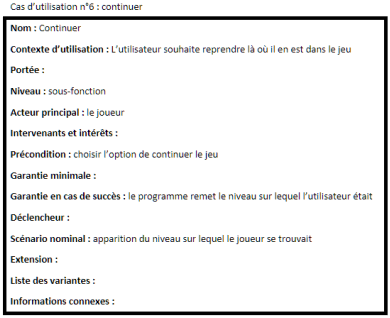 Cas d'utilisation n°6 : continuer
Nom : Continuer
Contexte d'utilisation : L'utilisateur souhaite reprendre là où il en est dans le jeu
Portée :
Niveau : sous-fonction
Acteur principal : le joueur
Intervenants et intérêts :
Précondition : choisir l'option de continuer le jeu
Garantie minimale :
Garantie en cas de succès : le programme remet le niveau sur lequel l'utilisateur était
Déclencheur :
Scénario nominal : apparition du niveau sur lequel le joueur se trouvait
Extension :
Liste des variantes :
Informations connexes :